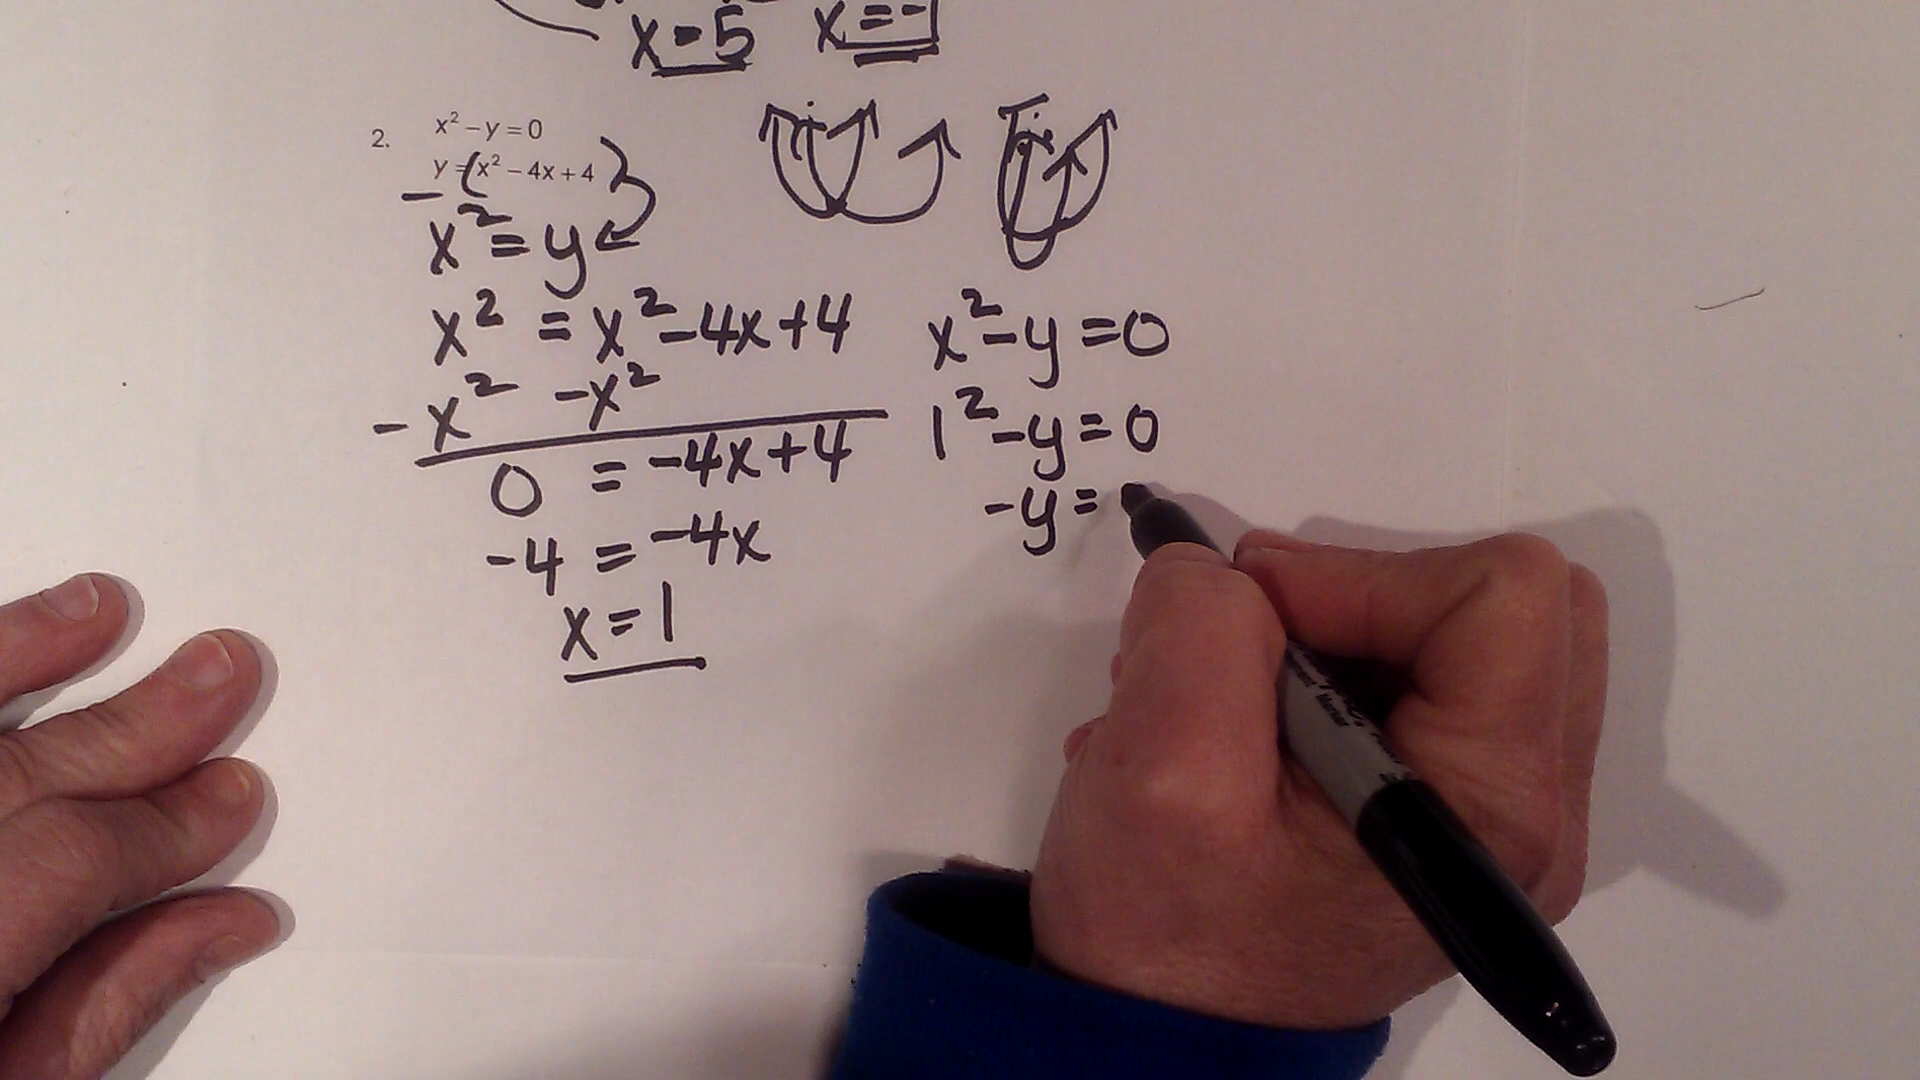 x=5 x=-1
2. x² - y = 0
y = (x² - 4x + 4
x² = y
x² = x² - 4x + 4
-x² -x²
0 = -4x + 4
-4 = -4x
x = 1
x² - y = 0
1² - y = 0
-y =